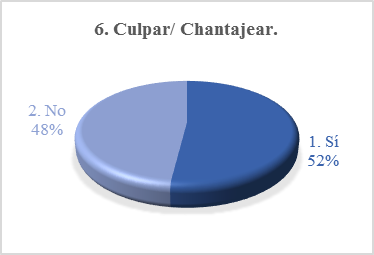 6. Culpar/ Chantajear.
2. No
48%
1. Sí
52%